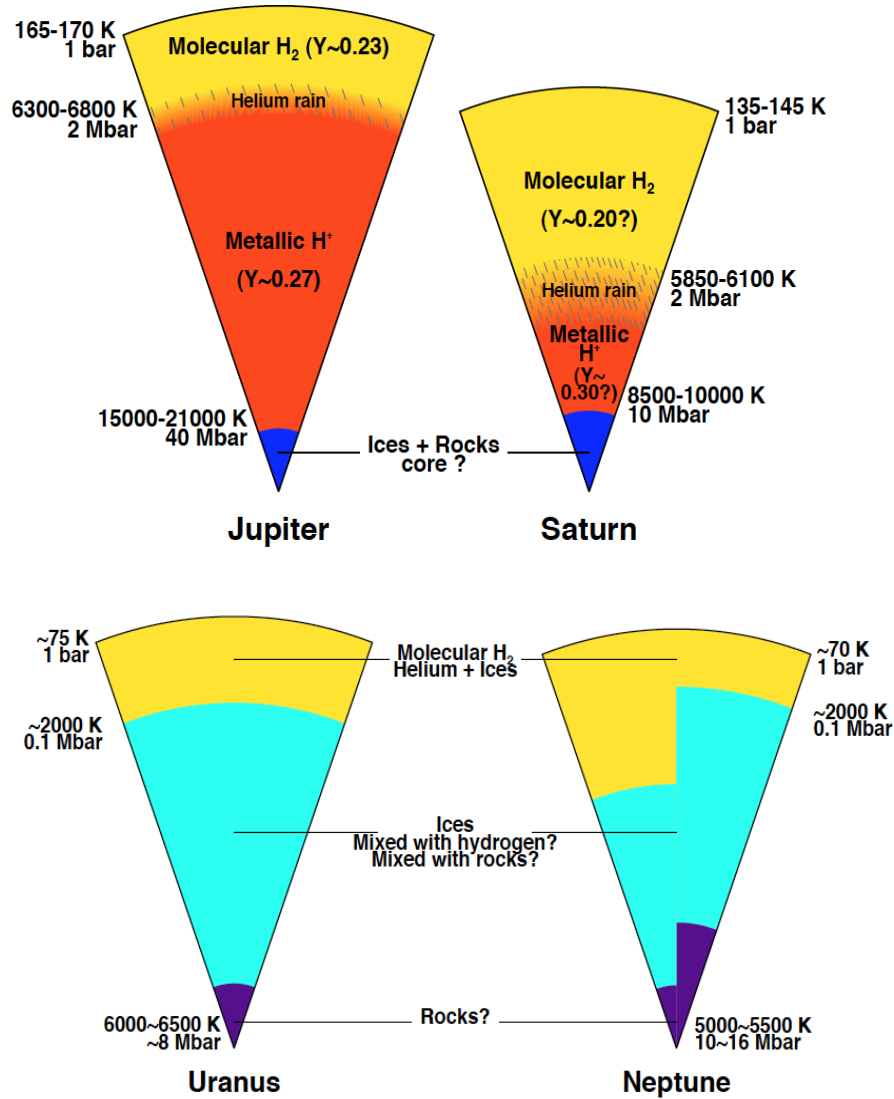 165-170 K
1 bar
Molecular H₂ (Y~0.23)
Helium rain
6300-6800 K
2 Mbar
Metallic H⁺
(Y~0.27)
15000-21000 K
40 Mbar
135-145 K
1 bar
Molecular H₂
(Y~0.20?)
5850-6100 K
2 Mbar
Helium rain
Metallic
H⁺
(Y~
0.30?)
8500-10000 K
10 Mbar
Ices + Rocks
core ?
Jupiter
Saturn
~75 K
1 bar
Molecular H₂
Helium + Ices
~70 K
1 bar
~2000 K
0.1 Mbar
~2000 K
0.1 Mbar
Ices
Mixed with hydrogen?
Mixed with rocks?
6000~6500 K
~8 Mbar
Rocks?
5000~5500 K
10~16 Mbar
Uranus
Neptune